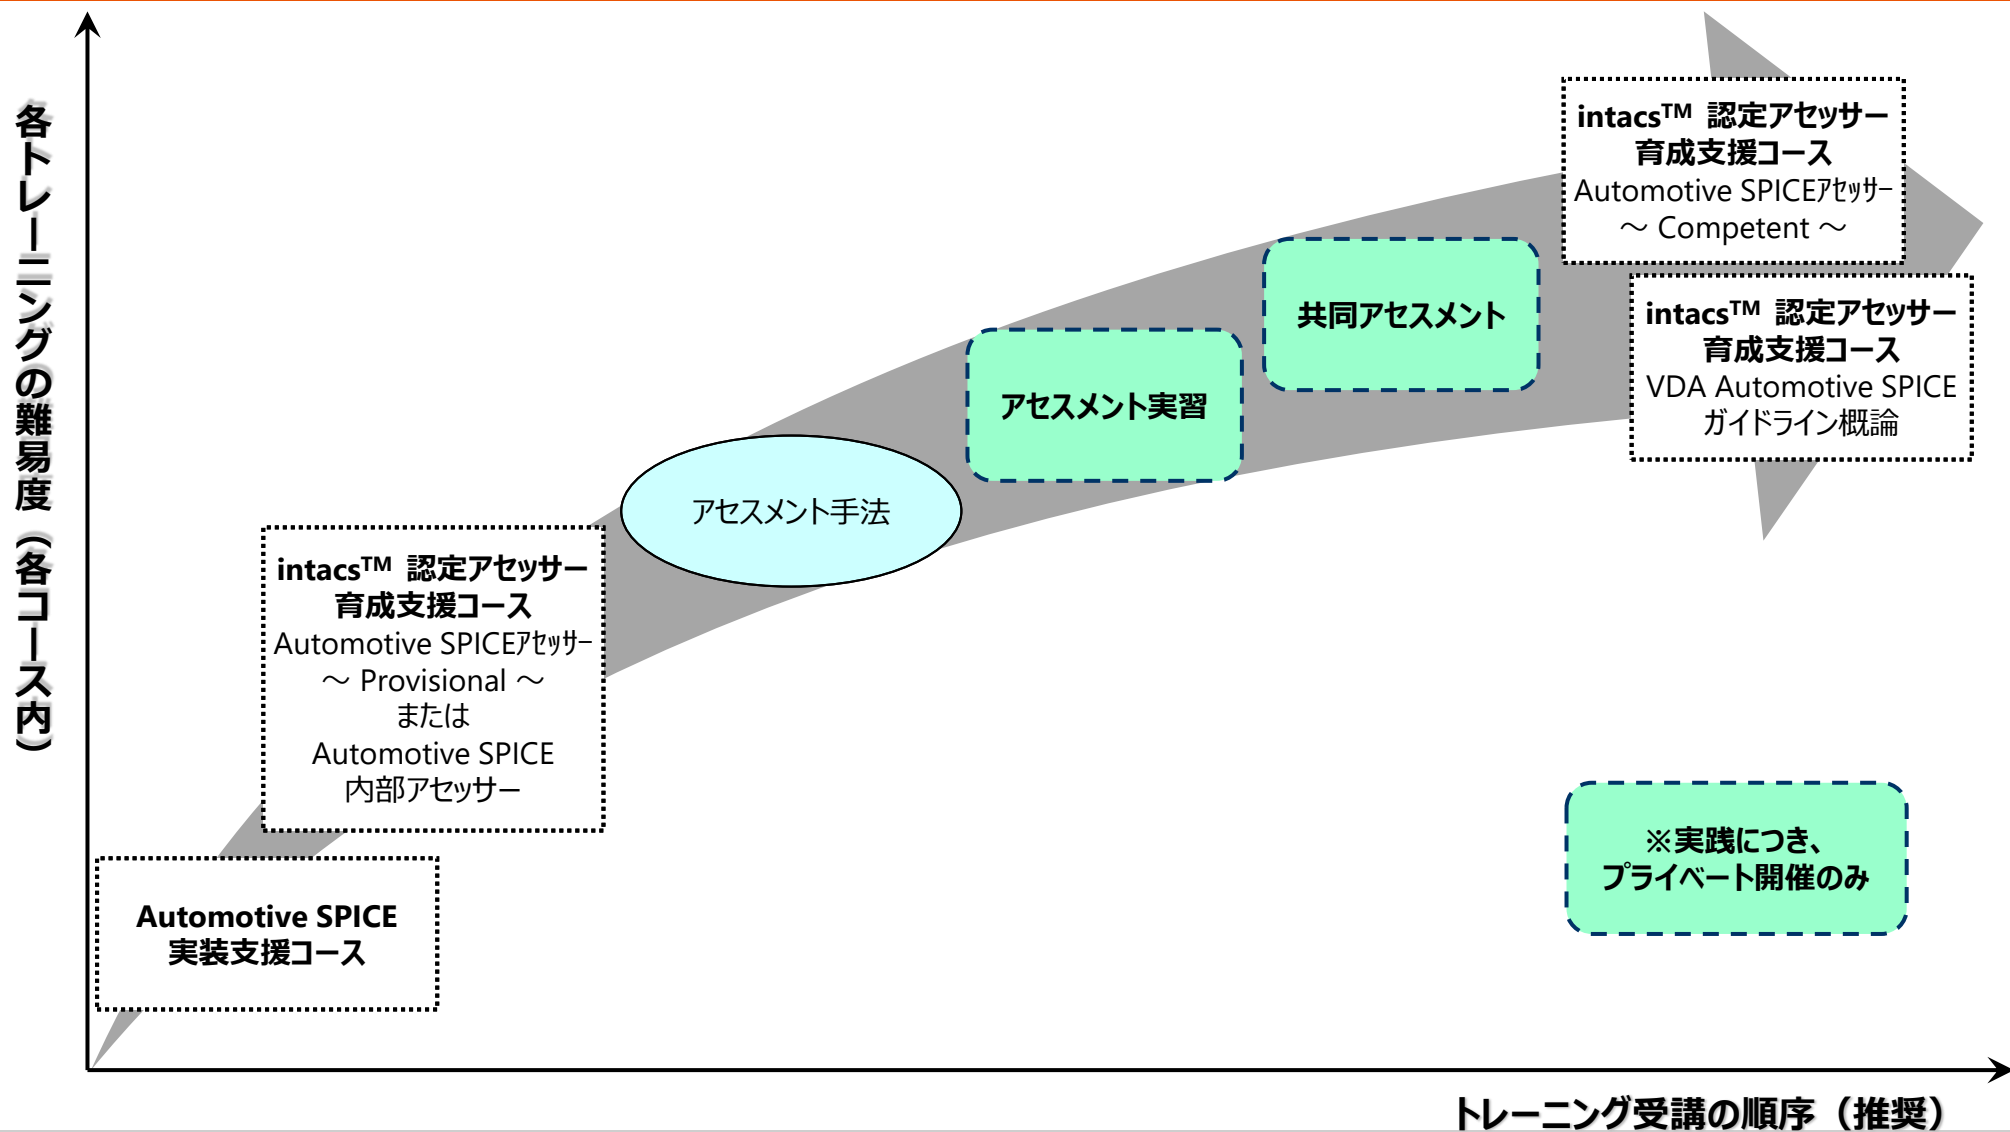 各トレーニングの難易度（各コース内）
intacs™ 認定アセッサー
育成支援コース
Automotive SPICEｱｾｯｻｰ
～ Competent ～
intacs™ 認定アセッサー
育成支援コース
VDA Automotive SPICE
ガイドライン概論
共同アセスメント
アセスメント実習
アセスメント手法
intacs™ 認定アセッサー
育成支援コース
Automotive SPICEｱｾｯｻｰ
～ Provisional ～
または
Automotive SPICE
内部アセッサー
Automotive SPICE
実装支援コース
※実践につき、
プライベート開催のみ
トレーニング受講の順序（推奨）